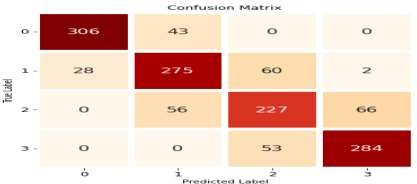 Confusion Matrix
0 306 43 0 0
1 28 275 60 2
2 0 56 227 66
3 0 0 53 284
0 1 2 3
True Label
Predicted Label